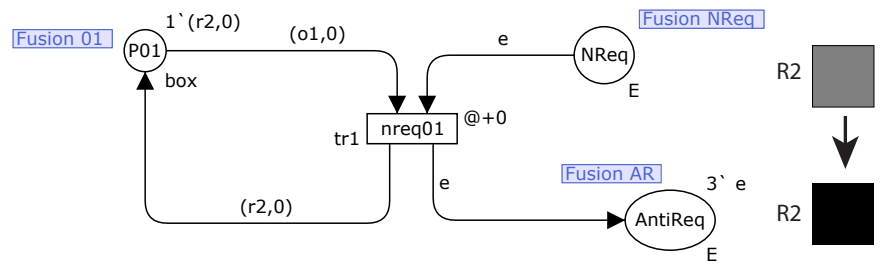 Fusion 01
1`(r2,0)
P01
box
(o1,0)
e
Fusion NReq
NReq
E
R2
nreq01
@+0
tr1
(r2,0)
e
Fusion AR
3` e
AntiReq
E
R2